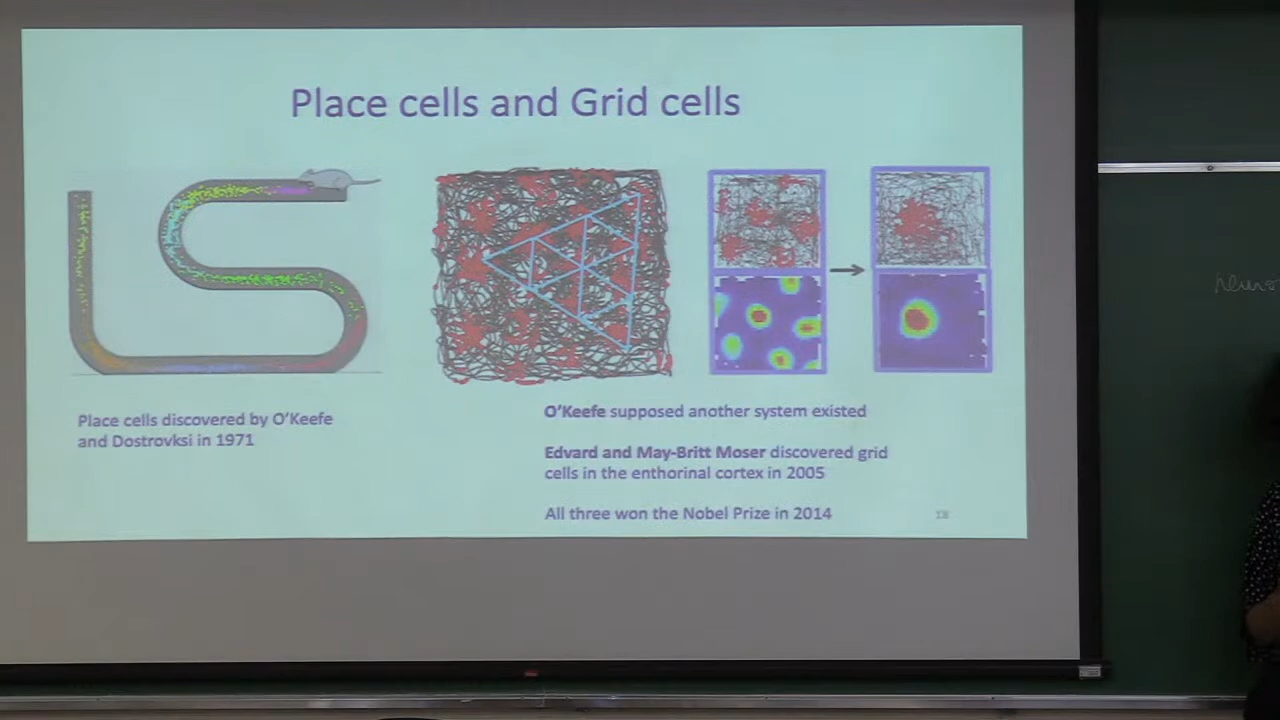 Place cells and Grid cells
Place cells discovered by O'Keefe
and Dostrovksi in 1971
O'Keefe supposed another system existed
Edvard and May-Britt Moser discovered grid
cells in the enthorinal cortex in 2005
All three won the Nobel Prize in 2014
18